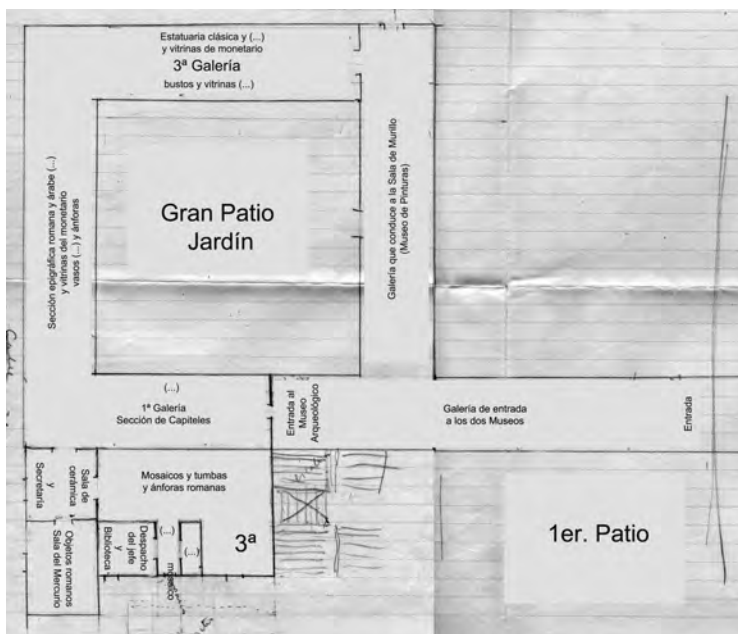 Estatuaria clásica y (...)
y vitrinas de monetario
3ª Galería
bustos y vitrinas (...)
Sección epigráfica romana y árabe (...)
y vitrinas del monetario
vasos (...) y ánforas
Gran Patio
Jardín
Galería que conduce a la Sala de Murillo
(Museo de Pinturas)
(...)
1ª Galería
Sección de Capiteles
Entrada al
Museo
Arqueológico
Galería de entrada
a los dos Museos
Entrada
Sala de
cerámica
y
Secretaría
Mosaicos y tumbas
y ánforas romanas
Objetos romanos
Sala del Mercurio
Despacho
del jefe
y
Biblioteca
(...)
mosaico
(...)
3ª
1er. Patio